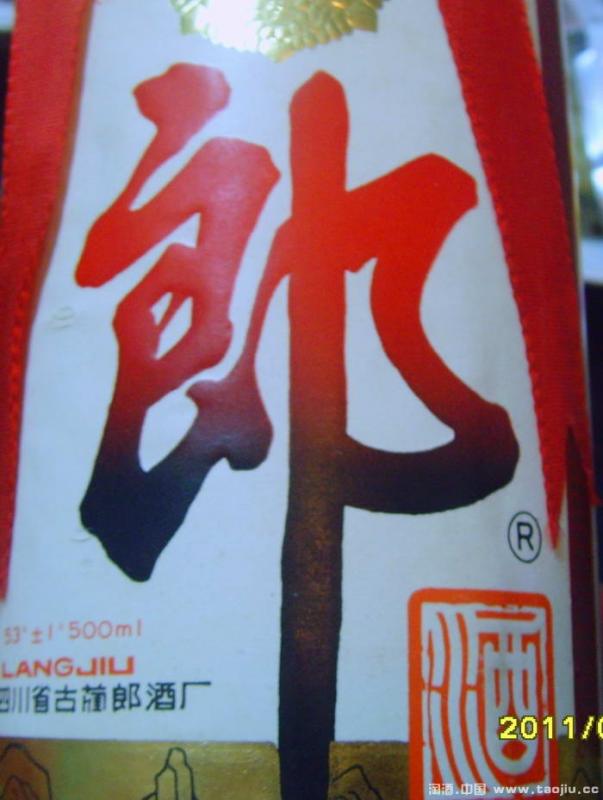 郎
®
53°±1°500ml
LANGJIU
四川省古蔺郎酒厂
酒
2011/0
淘酒.中国 www.taojiu.cc